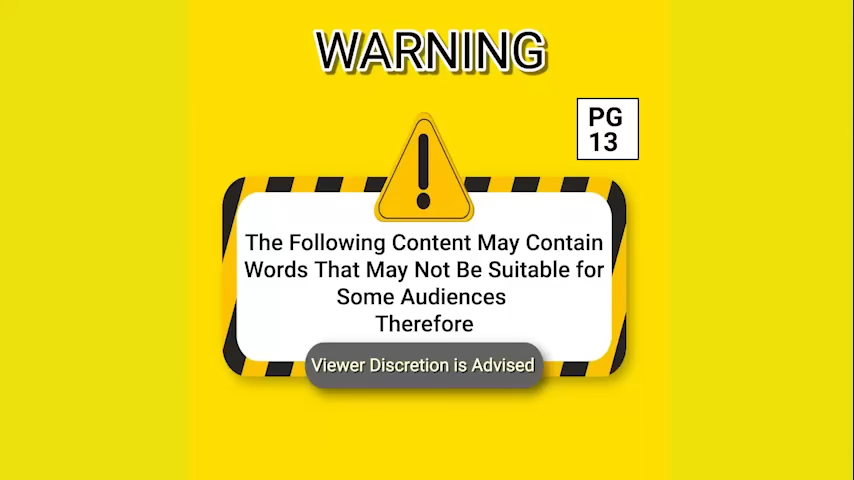 WARNING
PG
13
The Following Content May Contain
Words That May Not Be Suitable for
Some Audiences
Therefore
Viewer Discretion is Advised